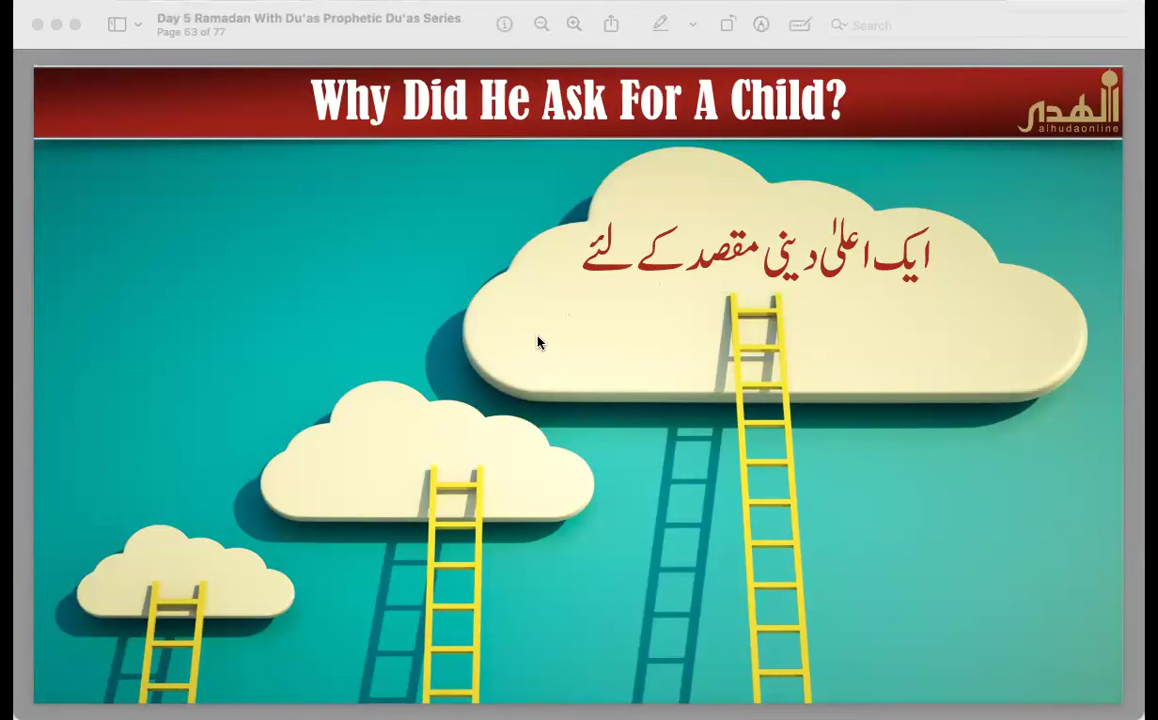 Day 5 Ramadan With Du'as Prophetic Du'as Series
Page 63 of 77
Search
Why Did He Ask For A Child?
الهدى
alhudaonline
ایک اعلیٰ دینی مقصد کے لئے